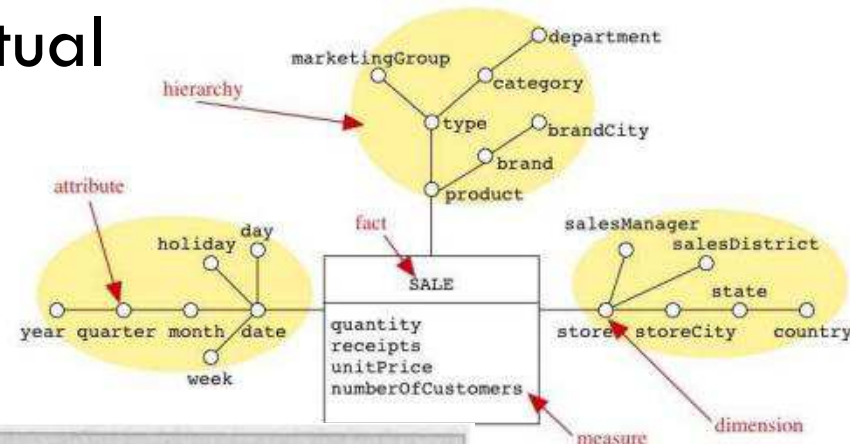 tual
department
marketingGroup
category
hierarchy
type
brandCity
brand
product
attribute
fact
day
holiday
salesManager
salesDistrict
SALE
state
year quarter month date
quantity
receipts
unitPrice
numberOfCustomers
store storeCity country
week
dimension
measure